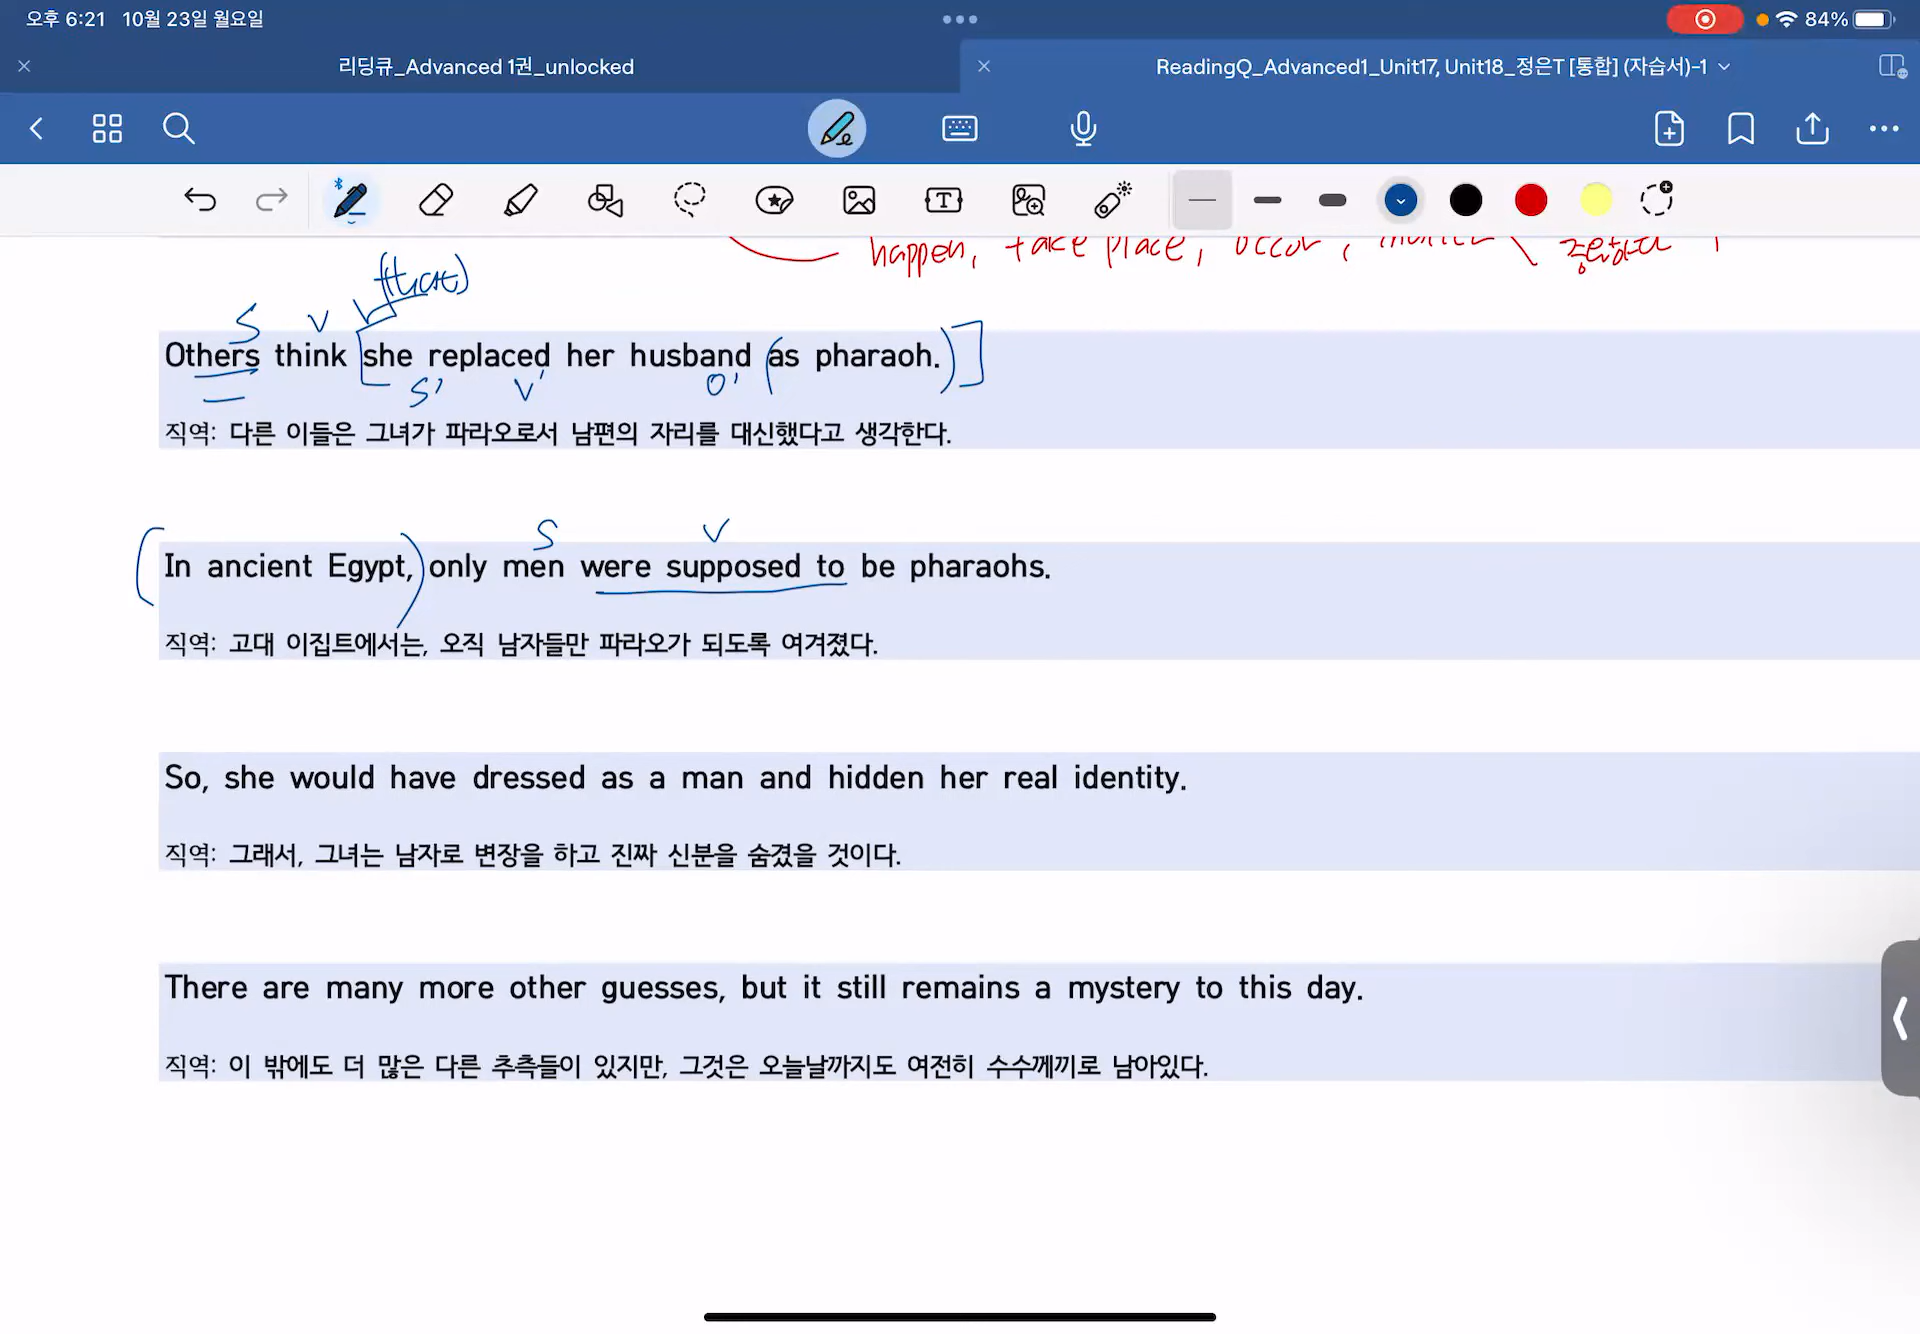 오후 6:21 10월 23일 월요일
84%
리딩큐_Advanced 1권_unlocked
ReadingQ_Advanced1_Unit17, Unit18_정은T [통합] (자습서)-1
happen, take place, occur,
(that)
S V
Others think [she replaced her husband (as pharaoh.)]
S' V' O'
직역: 다른 이들은 그녀가 파라오로서 남편의 자리를 대신했다고 생각한다.
S V
(In ancient Egypt,) only men were supposed to be pharaohs.
직역: 고대 이집트에서는, 오직 남자들만 파라오가 되도록 여겨졌다.
So, she would have dressed as a man and hidden her real identity.
직역: 그래서, 그녀는 남자로 변장을 하고 진짜 신분을 숨겼을 것이다.
There are many more other guesses, but it still remains a mystery to this day.
직역: 이 밖에도 더 많은 다른 추측들이 있지만, 그것은 오늘날까지도 여전히 수수께끼로 남아있다.